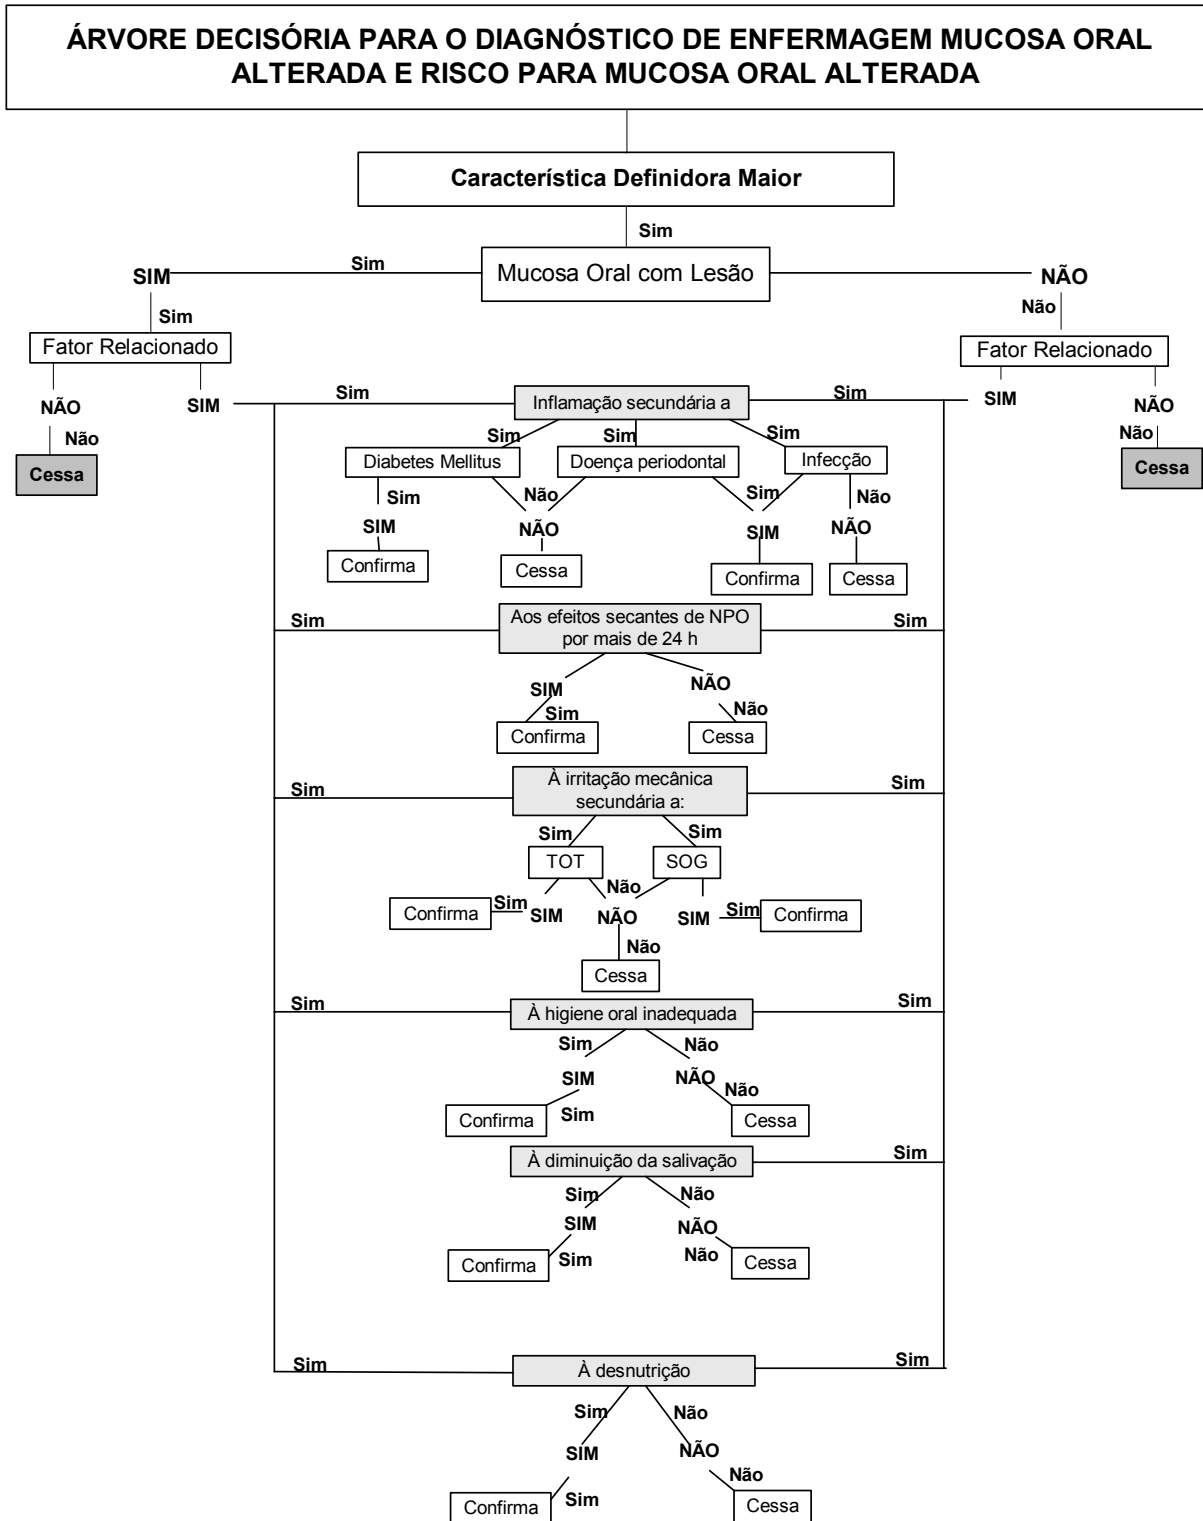 ÁRVORE DECISÓRIA PARA O DIAGNÓSTICO DE ENFERMAGEM MUCOSA ORAL
ALTERADA E RISCO PARA MUCOSA ORAL ALTERADA
Característica Definidora Maior
Sim
Mucosa Oral com Lesão
Sim
SIM
NÃO
Sim
Não
Fator Relacionado
Fator Relacionado
NÃO
SIM
Sim
Inflamação secundária a
Sim
SIM
NÃO
Não
Cessa
Não
Cessa
Sim
Sim
Sim
Diabetes Mellitus
Doença periodontal
Infecção
Sim
Não
Sim
Não
SIM
NÃO
SIM
NÃO
Confirma
Cessa
Confirma
Cessa
Sim
Aos efeitos secantes de NPO
por mais de 24 h
Sim
SIM
NÃO
Sim
Não
Confirma
Cessa
Sim
À irritação mecânica
secundária a:
Sim
Sim
Sim
TOT
SOG
Não
Confirma
Sim
SIM
NÃO
SIM
Sim
Confirma
Não
Cessa
Sim
À higiene oral inadequada
Sim
Sim
Não
SIM
NÃO
Não
Confirma
Sim
Cessa
À diminuição da salivação
Sim
Sim
Não
SIM
NÃO
Confirma
Sim
Não
Cessa
Sim
À desnutrição
Sim
Sim
Não
SIM
NÃO
Não
Confirma
Sim
Cessa